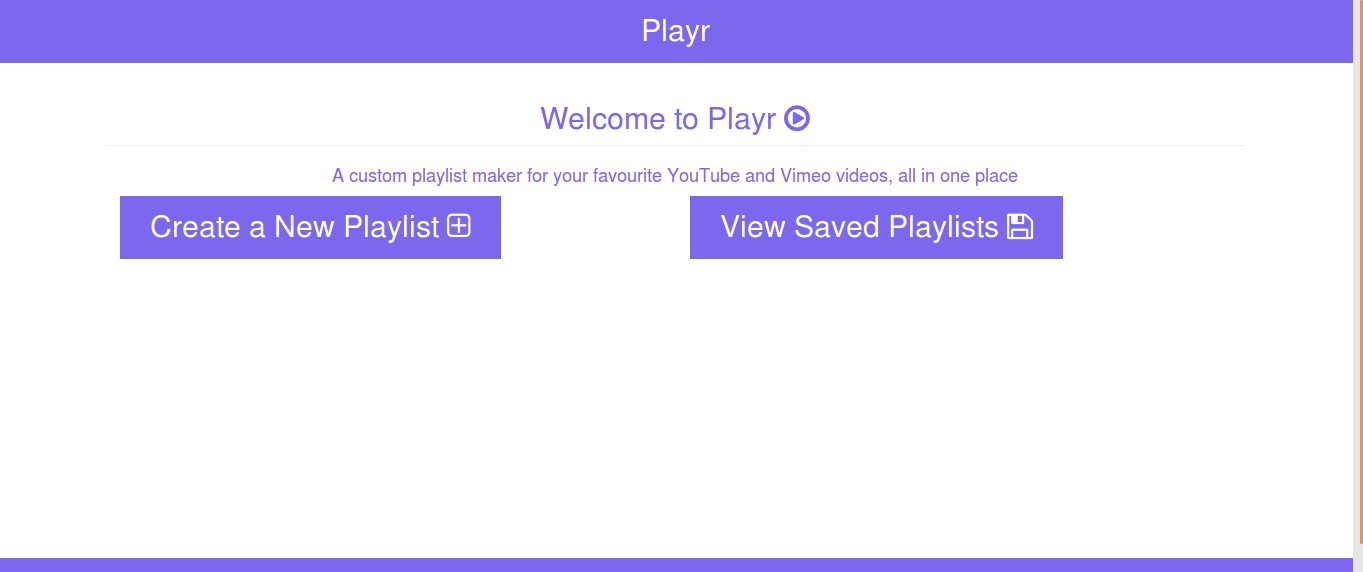 Playr
Welcome to Playr
A custom playlist maker for your favourite YouTube and Vimeo videos, all in one place
Create a New Playlist
View Saved Playlists